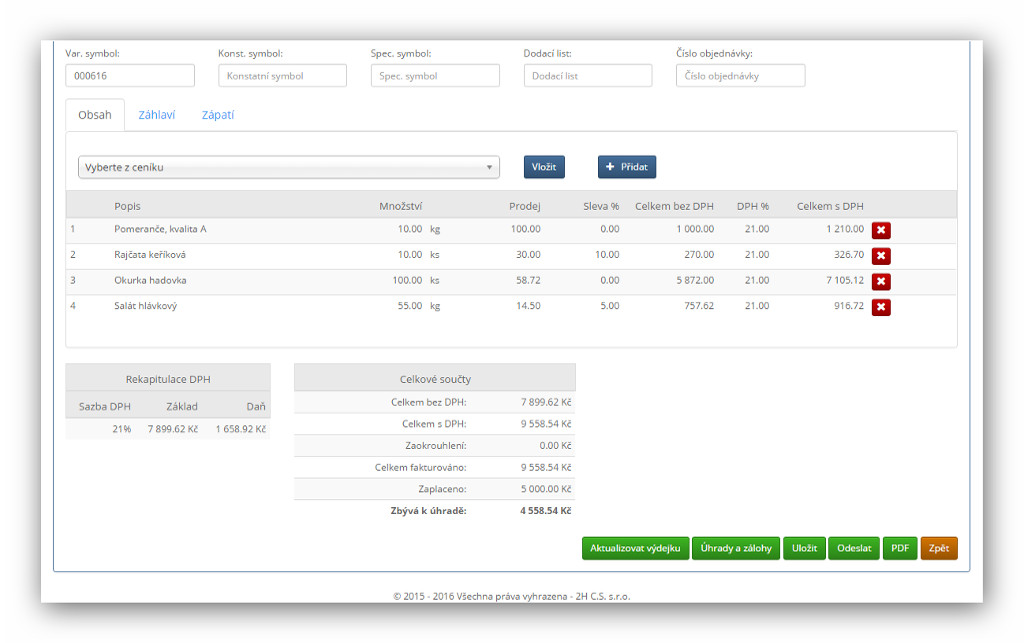 Var. symbol: Konst. symbol: Spec. symbol: Dodací list: Číslo objednávky:
000616 Konstatní symbol Spec. symbol Dodací list Číslo objednávky
Obsah Záhlaví Zápatí
Vyberte z ceníku Vložit + Přidat
Popis Množství Prodej Sleva % Celkem bez DPH DPH % Celkem s DPH
1 Pomeranče, kvalita A 10.00 kg 100.00 0.00 1 000.00 21.00 1 210.00
2 Rajčata keříková 10.00 ks 30.00 10.00 270.00 21.00 326.70
3 Okurka hadovka 100.00 ks 58.72 0.00 5 872.00 21.00 7 105.12
4 Salát hlávkový 55.00 kg 14.50 5.00 757.62 21.00 916.72
Rekapitulace DPH
Sazba DPH Základ Daň
21% 7 899.62 Kč 1 658.92 Kč
Celkové součty
Celkem bez DPH: 7 899.62 Kč
Celkem s DPH: 9 558.54 Kč
Zaokrouhlení: 0.00 Kč
Celkem fakturováno: 9 558.54 Kč
Zaplaceno: 5 000.00 Kč
Zbývá k úhradě: 4 558.54 Kč
Aktualizovat výdejku Úhrady a zálohy Uložit Odeslat PDF Zpět
© 2015 - 2016 Všechna práva vyhrazena - 2H C.S. s.r.o.